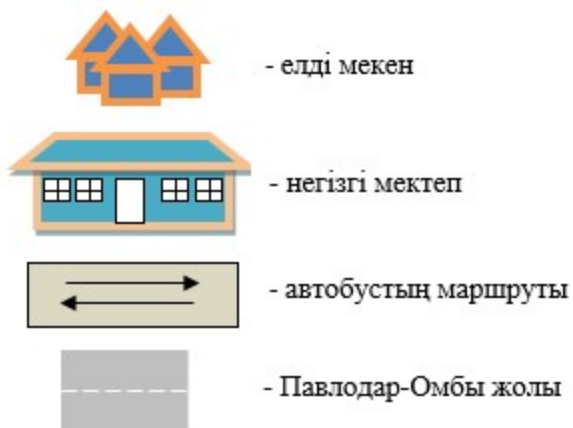 - елді мекен
- негізгі мектеп
- автобустың маршруты
- Павлодар-Омбы жолы